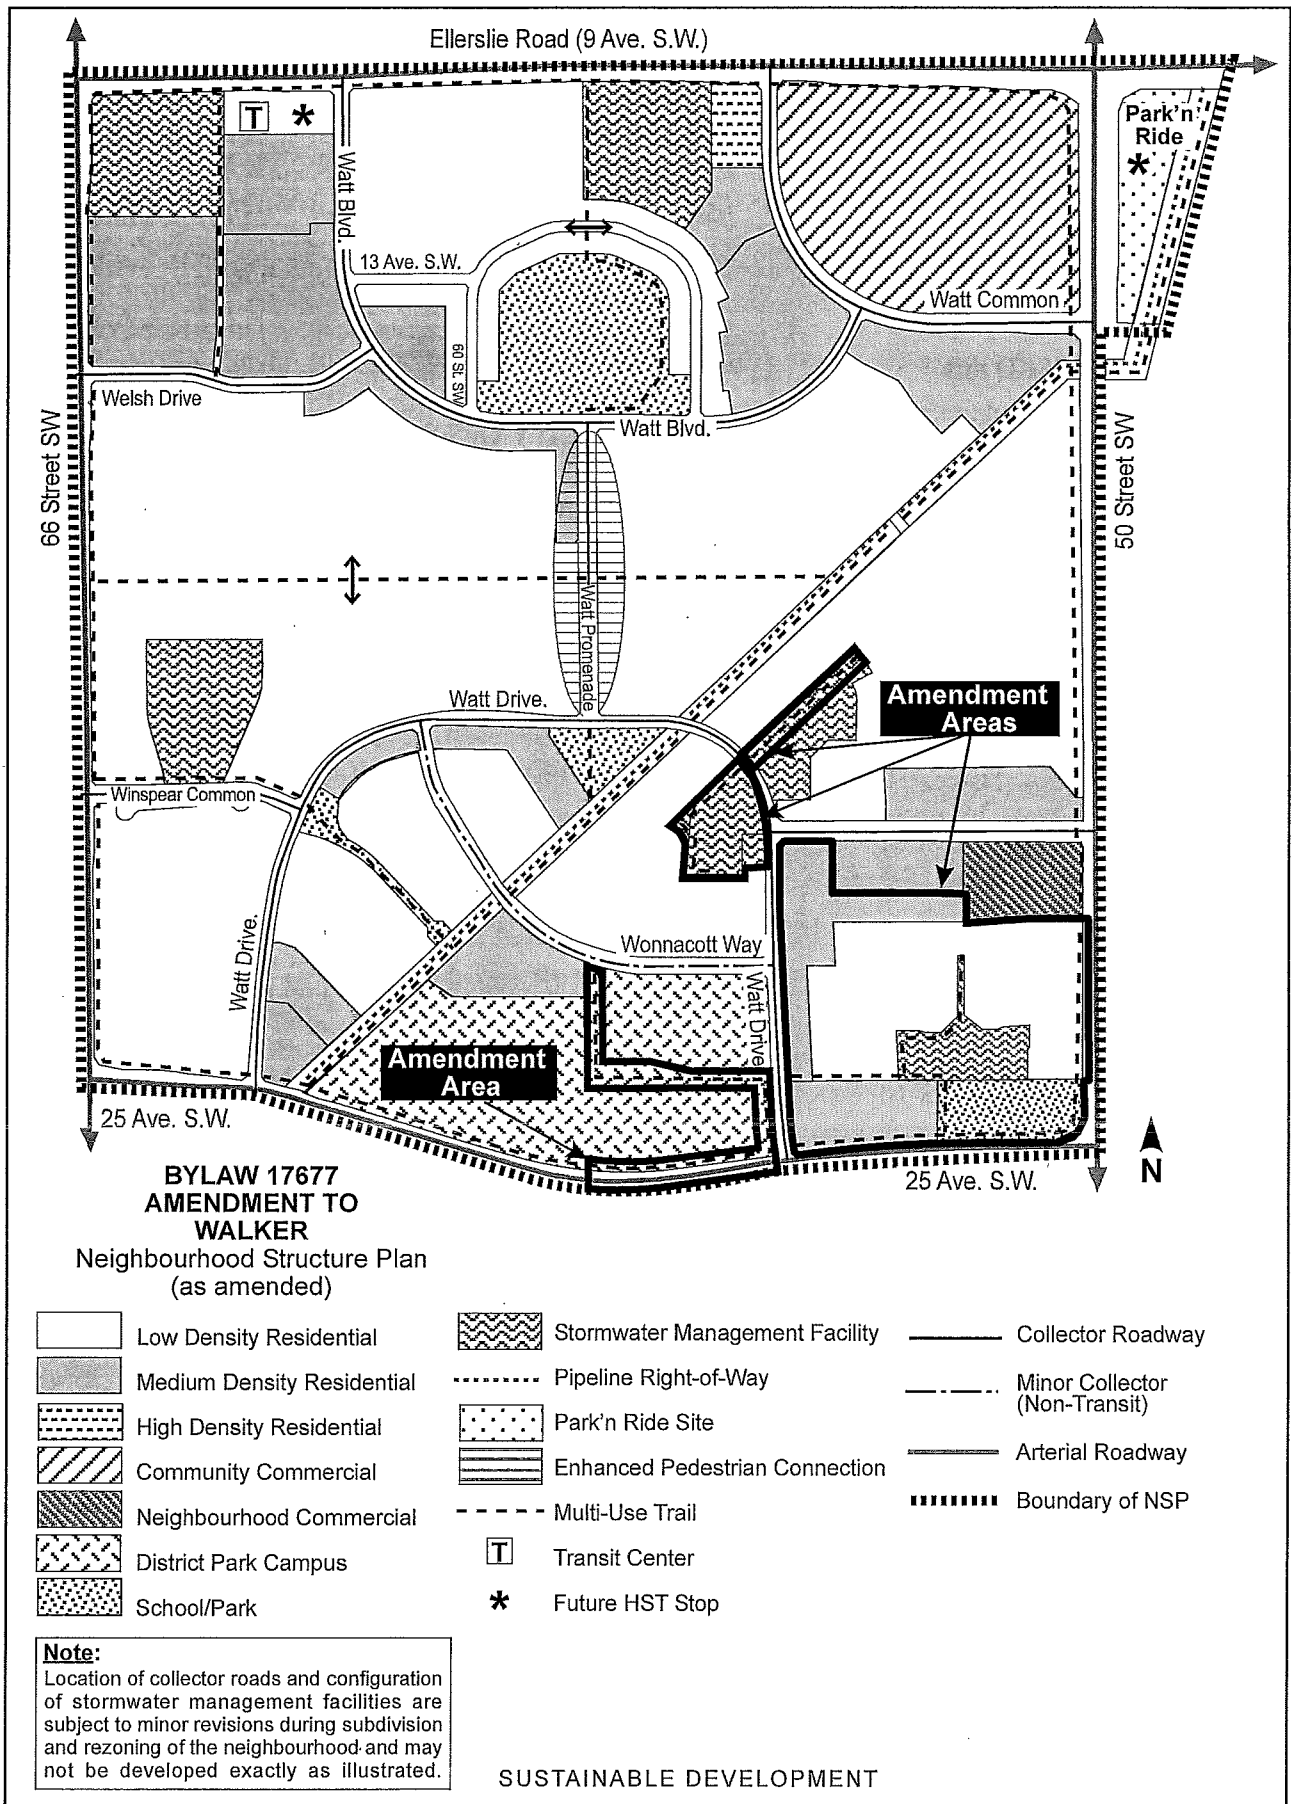 Ellerslie Road (9 Ave. S.W.)
T
*
Park'n
Ride
*
Watt Blvd.
13 Ave. S.W.
Watt Common
60 St. SW
Welsh Drive
Watt Blvd.
66 Street SW
50 Street SW
Watt Promenade
Watt Drive.
Amendment
Areas
Winspear Common
Watt Drive.
Wonnacott Way
Watt Drive
Amendment
Area
25 Ave. S.W.
25 Ave. S.W.
N
BYLAW 17677
AMENDMENT TO
WALKER
Neighbourhood Structure Plan
(as amended)
Low Density Residential
Medium Density Residential
High Density Residential
Community Commercial
Neighbourhood Commercial
District Park Campus
School/Park
Stormwater Management Facility
Pipeline Right-of-Way
Park'n Ride Site
Enhanced Pedestrian Connection
Multi-Use Trail
T Transit Center
* Future HST Stop
Collector Roadway
Minor Collector
(Non-Transit)
Arterial Roadway
Boundary of NSP
Note:
Location of collector roads and configuration
of stormwater management facilities are
subject to minor revisions during subdivision
and rezoning of the neighbourhood and may
not be developed exactly as illustrated.
SUSTAINABLE DEVELOPMENT